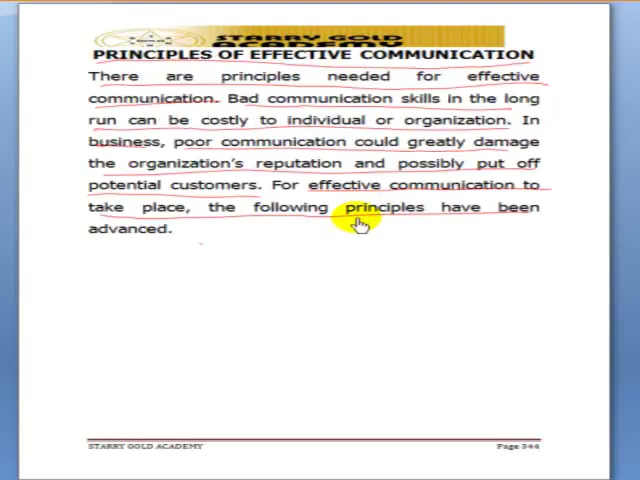 STARRY GOLD
ACADEMY
PRINCIPLES OF EFFECTIVE COMMUNICATION
There are principles needed for effective
communication. Bad communication skills in the long
run can be costly to individual or organization. In
business, poor communication could greatly damage
the organization's reputation and possibly put off
potential customers. For effective communication to
take place, the following principles have been
advanced.
STARRY GOLD ACADEMY Page 344